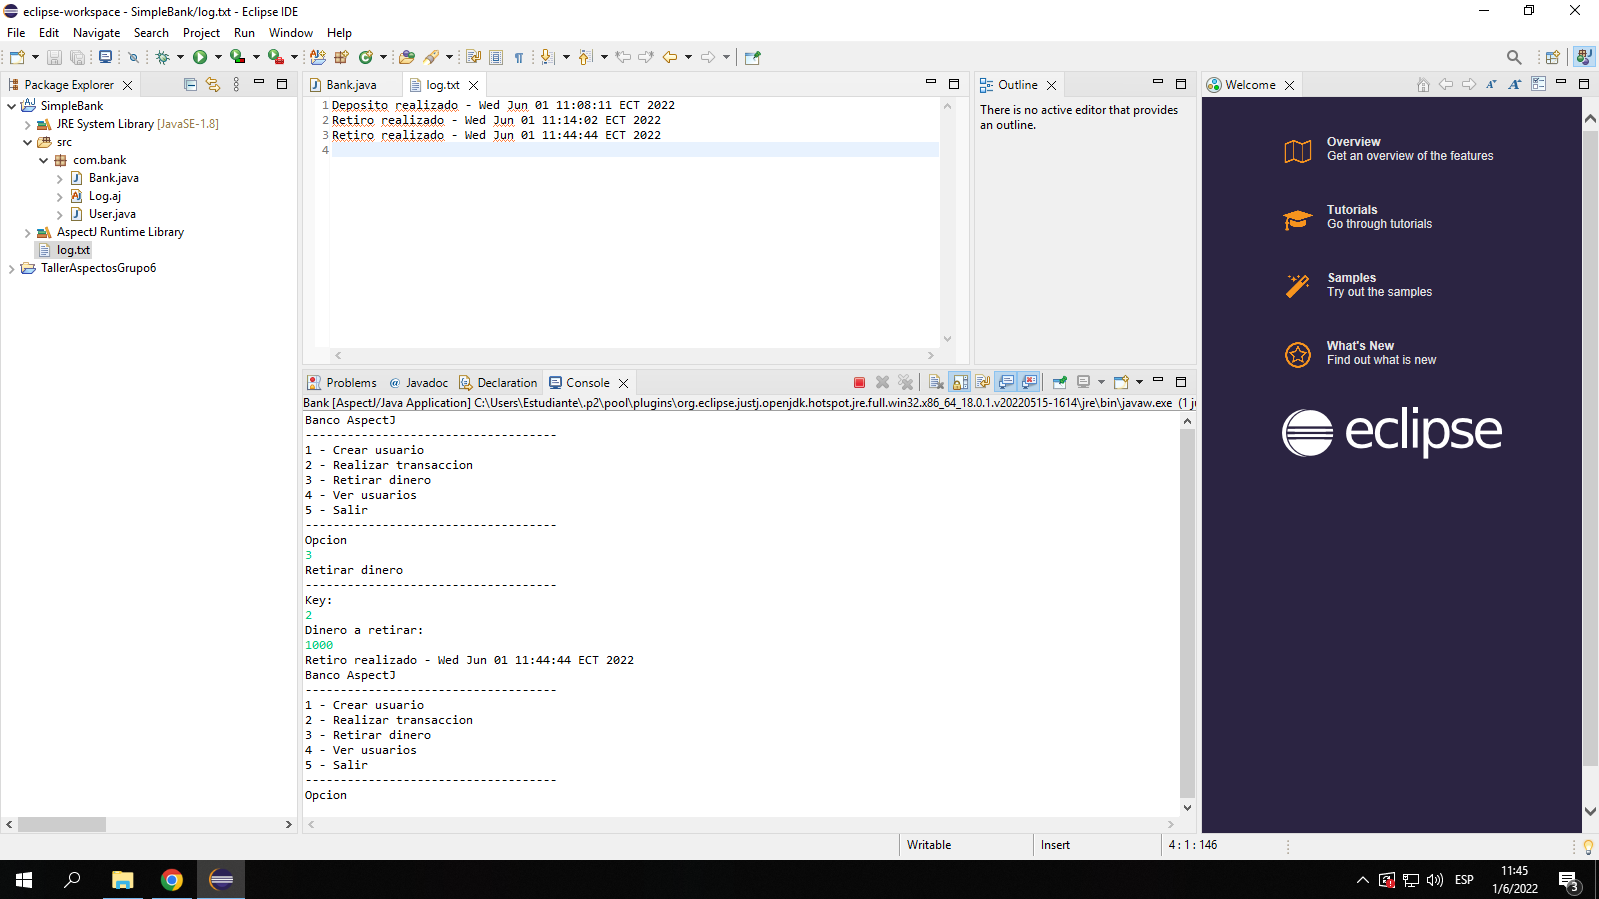 eclipse-workspace - SimpleBank/log.txt - Eclipse IDE
File Edit Navigate Search Project Run Window Help
Package Explorer
SimpleBank
JRE System Library [JavaSE-1.8]
src
com.bank
Bank.java
Log.aj
User.java
AspectJ Runtime Library
log.txt
TallerAspectosGrupo6
Bank.java log.txt
1 Deposito realizado - Wed Jun 01 11:08:11 ECT 2022
2 Retiro realizado - Wed Jun 01 11:14:02 ECT 2022
3 Retiro realizado - Wed Jun 01 11:44:44 ECT 2022
4
Outline
There is no active editor that provides
an outline.
Welcome
Overview
Get an overview of the features
Tutorials
Go through tutorials
Samples
Try out the samples
What's New
Find out what is new
eclipse
Problems @ Javadoc Declaration Console
Bank [AspectJ/Java Application] C:\Users\Estudiante\.p2\pool\plugins\org.eclipse.justj.openjdk.hotspot.jre.full.win32.x86_64_18.0.1.v20220515-1614\jre\bin\javaw.exe (1 ju
Banco AspectJ
------------------------------------
1 - Crear usuario
2 - Realizar transaccion
3 - Retirar dinero
4 - Ver usuarios
5 - Salir
------------------------------------
Opcion
3
Retirar dinero
------------------------------------
Key:
2
Dinero a retirar:
1000
Retiro realizado - Wed Jun 01 11:44:44 ECT 2022
Banco AspectJ
------------------------------------
1 - Crear usuario
2 - Realizar transaccion
3 - Retirar dinero
4 - Ver usuarios
5 - Salir
------------------------------------
Opcion
Writable Insert 4 : 1 : 146
ESP
11:45
1/6/2022
3